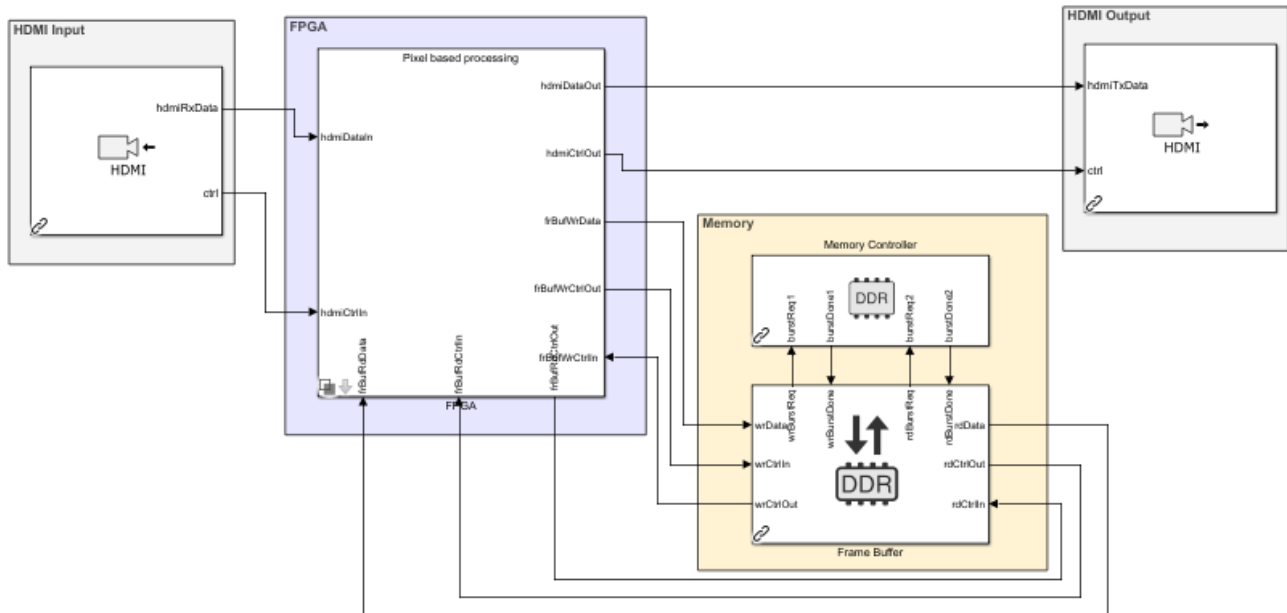 HDMI Input
hdmiRxData
HDMI
ctrl
FPGA
Pixel based processing
hdmiDataIn
hdmiCtrlIn
hdmiDataOut
hdmiCtrlOut
frBufWrData
frBufWrCtrlOut
frBufWrCtrlIn
frBufRdData
frBufRdCtrlIn
frBufRdCtrlOut
FPGA
HDMI Output
hdmiTxData
HDMI
ctrl
Memory
Memory Controller
DDR
burstReq1
burstDone1
burstReq2
burstDone2
wrBurstReq
wrBurstDone
rdBurstReq
rdBurstDone
wrData
wrCtrlIn
wrCtrlOut
DDR
rdData
rdCtrlOut
rdCtrlIn
Frame Buffer